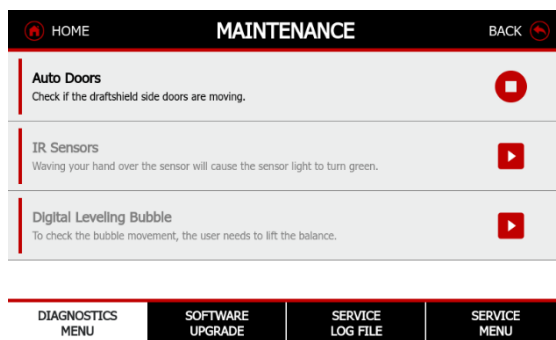 HOME MAINTENANCE BACK
Auto Doors
Check if the draftshield side doors are moving.
IR Sensors
Waving your hand over the sensor will cause the sensor light to turn green.
Digital Leveling Bubble
To check the bubble movement, the user needs to lift the balance.
DIAGNOSTICS
MENU
SOFTWARE
UPGRADE
SERVICE
LOG FILE
SERVICE
MENU